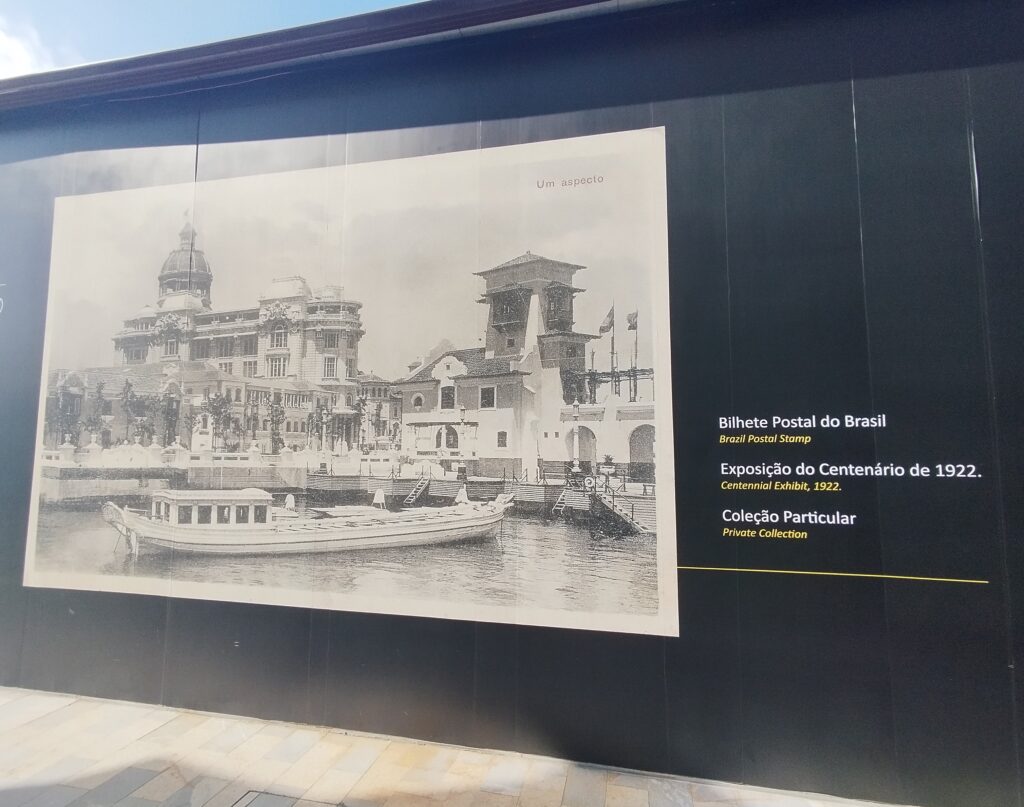 Um aspecto
Bilhete Postal do Brasil
Brazil Postal Stamp
Exposição do Centenário de 1922.
Centennial Exhibit, 1922.
Coleção Particular
Private Collection